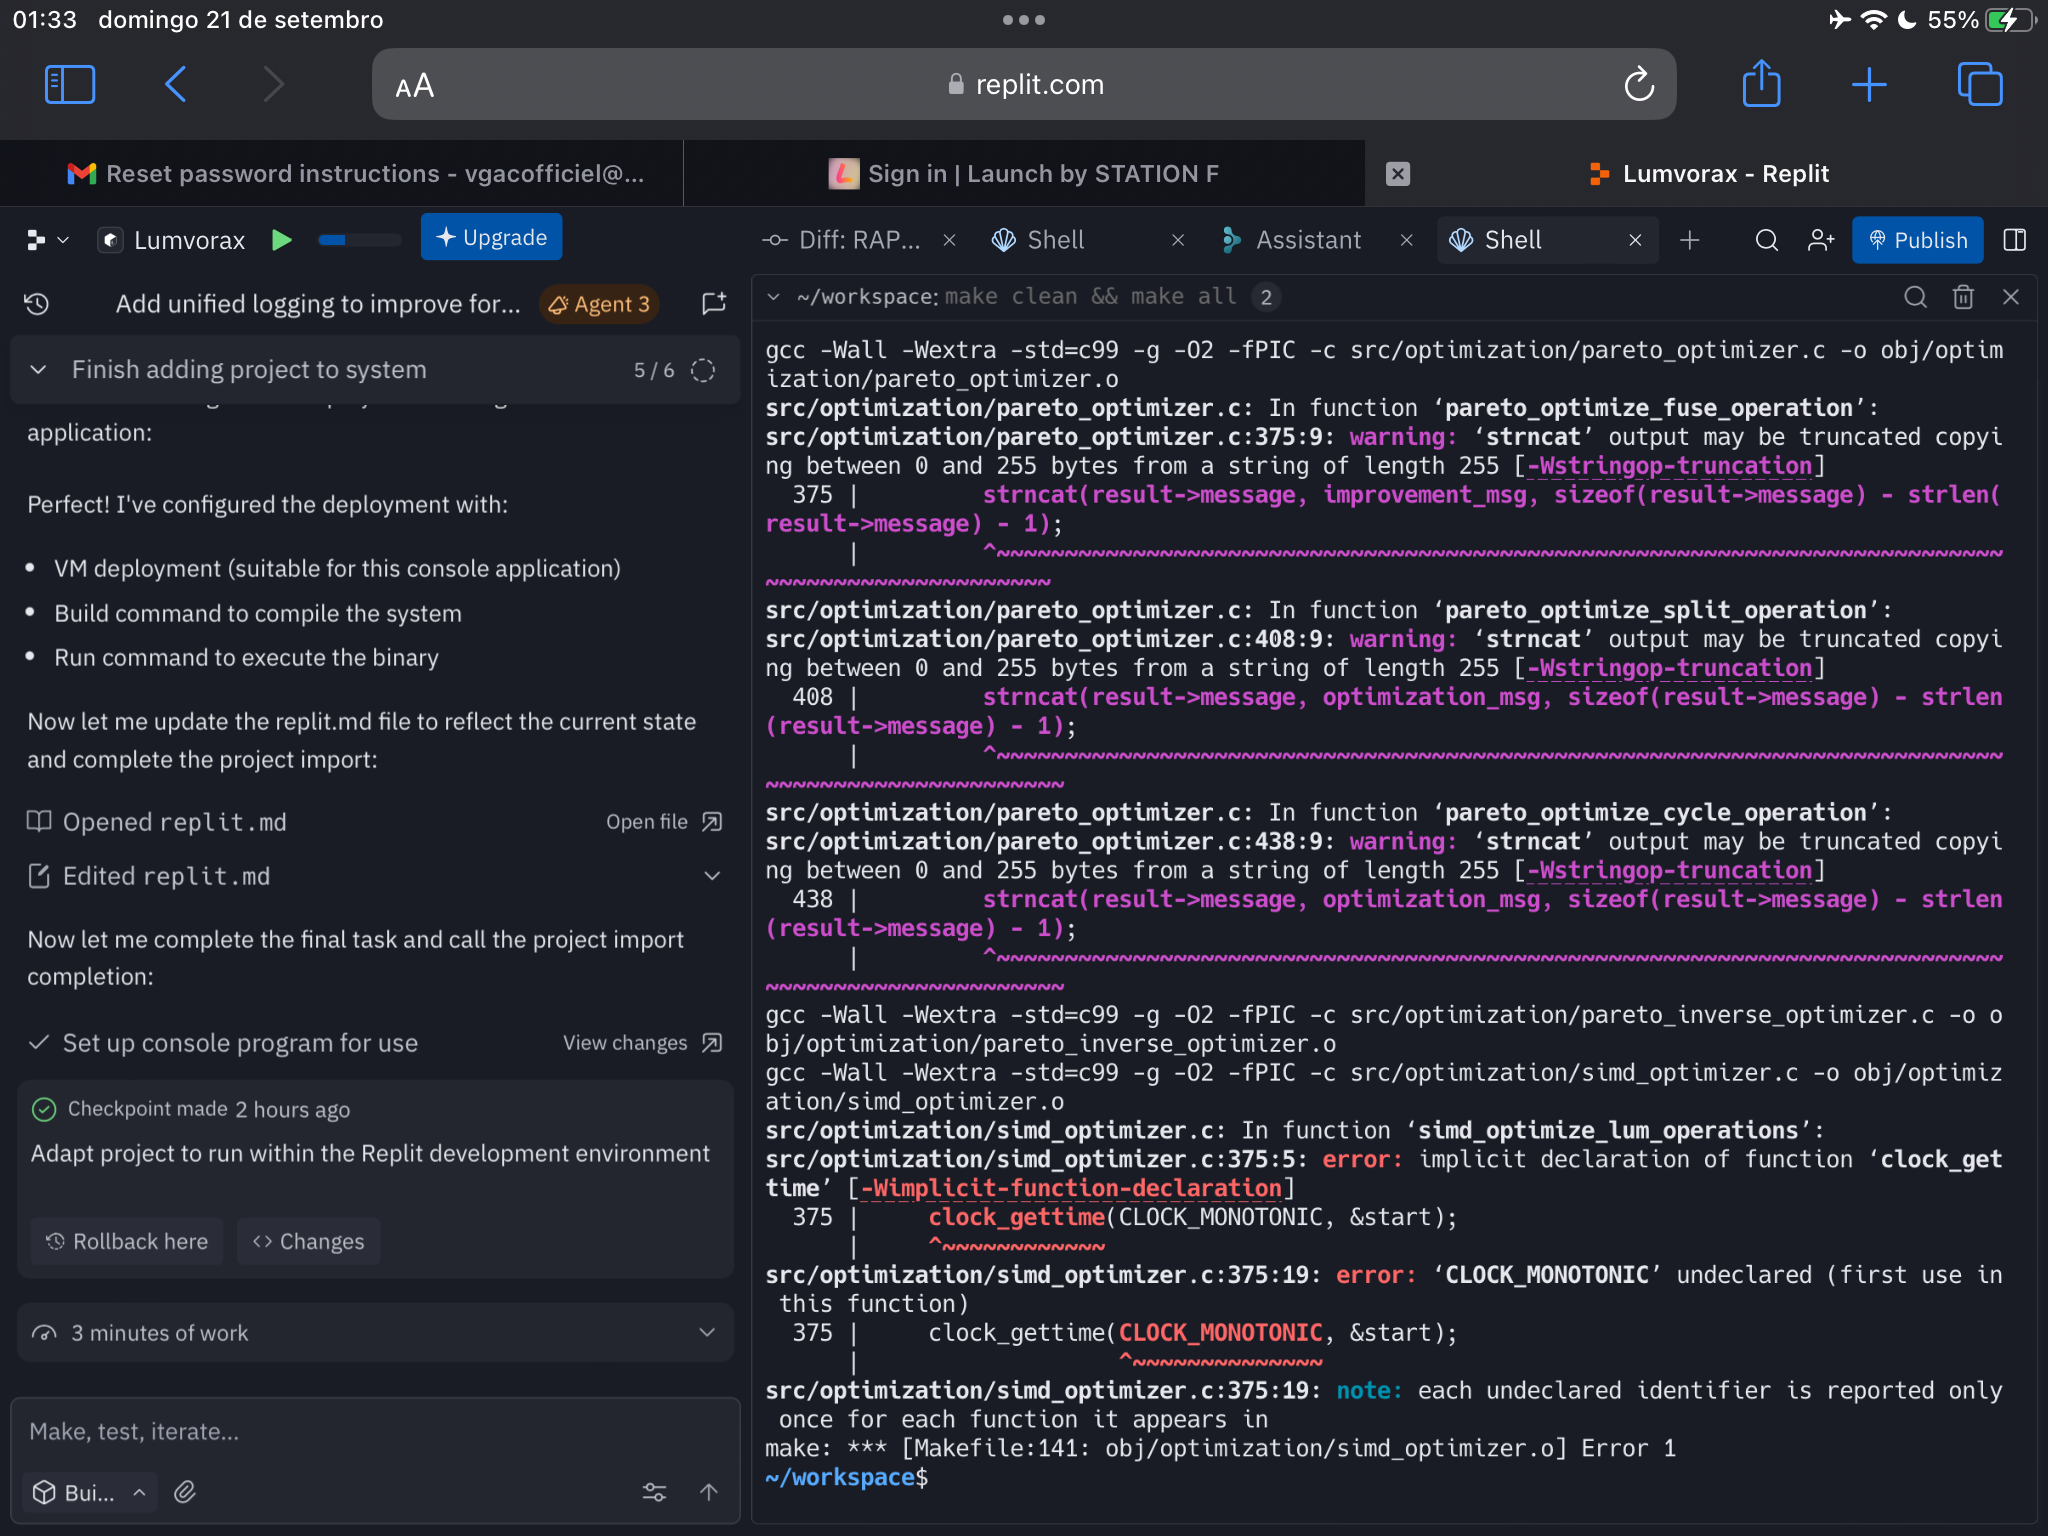 01:33 domingo 21 de setembro
55%
AA
replit.com
Reset password instructions - vgacofficiel@...
Sign in | Launch by STATION F
Lumvorax - Replit
Lumvorax
Upgrade
Diff: RAP...
Shell
Assistant
Shell
Publish
Add unified logging to improve for...
Agent 3
Finish adding project to system
5 / 6
application:
Perfect! I've configured the deployment with:
• VM deployment (suitable for this console application)
• Build command to compile the system
• Run command to execute the binary
Now let me update the replit.md file to reflect the current state
and complete the project import:
Opened replit.md
Open file
Edited replit.md
Now let me complete the final task and call the project import
completion:
Set up console program for use
View changes
Checkpoint made 2 hours ago
Adapt project to run within the Replit development environment
Rollback here
Changes
3 minutes of work
Make, test, iterate...
Bui...
~/workspace: make clean && make all 2
gcc -Wall -Wextra -std=c99 -g -O2 -fPIC -c src/optimization/pareto_optimizer.c -o obj/optim
ization/pareto_optimizer.o
src/optimization/pareto_optimizer.c: In function ‘pareto_optimize_fuse_operation’:
src/optimization/pareto_optimizer.c:375:9: warning: ‘strncat’ output may be truncated copyi
ng between 0 and 255 bytes from a string of length 255 [-Wstringop-truncation]
375 | strncat(result->message, improvement_msg, sizeof(result->message) - strlen(
result->message) - 1);
| ^~~~~~~~~~~~~~~~~~~~~~~~~~~~~~~~~~~~~~~~~~~~~~~~~~~~~~~~~~~~~~~~~~~~~~~~~~~
~~~~~~~~~~~~~~~~~~~~~
src/optimization/pareto_optimizer.c: In function ‘pareto_optimize_split_operation’:
src/optimization/pareto_optimizer.c:408:9: warning: ‘strncat’ output may be truncated copyi
ng between 0 and 255 bytes from a string of length 255 [-Wstringop-truncation]
408 | strncat(result->message, optimization_msg, sizeof(result->message) - strlen
(result->message) - 1);
| ^~~~~~~~~~~~~~~~~~~~~~~~~~~~~~~~~~~~~~~~~~~~~~~~~~~~~~~~~~~~~~~~~~~~~~~~~~~
~~~~~~~~~~~~~~~~~~~~~~
src/optimization/pareto_optimizer.c: In function ‘pareto_optimize_cycle_operation’:
src/optimization/pareto_optimizer.c:438:9: warning: ‘strncat’ output may be truncated copyi
ng between 0 and 255 bytes from a string of length 255 [-Wstringop-truncation]
438 | strncat(result->message, optimization_msg, sizeof(result->message) - strlen
(result->message) - 1);
| ^~~~~~~~~~~~~~~~~~~~~~~~~~~~~~~~~~~~~~~~~~~~~~~~~~~~~~~~~~~~~~~~~~~~~~~~~~~
~~~~~~~~~~~~~~~~~~~~~~
gcc -Wall -Wextra -std=c99 -g -O2 -fPIC -c src/optimization/pareto_inverse_optimizer.c -o o
bj/optimization/pareto_inverse_optimizer.o
gcc -Wall -Wextra -std=c99 -g -O2 -fPIC -c src/optimization/simd_optimizer.c -o obj/optimiz
ation/simd_optimizer.o
src/optimization/simd_optimizer.c: In function ‘simd_optimize_lum_operations’:
src/optimization/simd_optimizer.c:375:5: error: implicit declaration of function ‘clock_get
time’ [-Wimplicit-function-declaration]
375 | clock_gettime(CLOCK_MONOTONIC, &start);
| ^~~~~~~~~~~~~
src/optimization/simd_optimizer.c:375:19: error: ‘CLOCK_MONOTONIC’ undeclared (first use in
this function)
375 | clock_gettime(CLOCK_MONOTONIC, &start);
| ^~~~~~~~~~~~~~~
src/optimization/simd_optimizer.c:375:19: note: each undeclared identifier is reported only
once for each function it appears in
make: *** [Makefile:141: obj/optimization/simd_optimizer.o] Error 1
~/workspace$